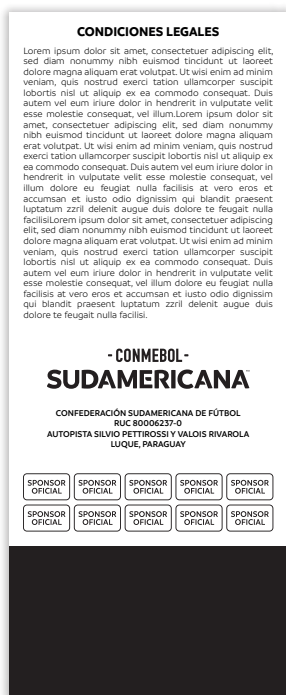 CONDICIONES LEGALES
Lorem ipsum dolor sit amet, consectetuer adipiscing elit,
sed diam nonummy nibh euismod tincidunt ut laoreet
dolore magna aliquam erat volutpat. Ut wisi enim ad minim
veniam, quis nostrud exerci tation ullamcorper suscipit
lobortis nisl ut aliquip ex ea commodo consequat. Duis
autem vel eum iriure dolor in hendrerit in vulputate velit
esse molestie consequat, vel illum.Lorem ipsum dolor sit
amet, consectetuer adipiscing elit, sed diam nonummy
nibh euismod tincidunt ut laoreet dolore magna aliquam
erat volutpat. Ut wisi enim ad minim veniam, quis nostrud
exerci tation ullamcorper suscipit lobortis nisl ut aliquip ex
ea commodo consequat. Duis autem vel eum iriure dolor in
hendrerit in vulputate velit esse molestie consequat, vel
illum dolore eu feugiat nulla facilisis at vero eros et
accumsan et iusto odio dignissim qui blandit praesent
luptatum zzril delenit augue duis dolore te feugait nulla
facilisiLorem ipsum dolor sit amet, consectetuer adipiscing
elit, sed diam nonummy nibh euismod tincidunt ut laoreet
dolore magna aliquam erat volutpat. Ut wisi enim ad minim
veniam, quis nostrud exerci tation ullamcorper suscipit
lobortis nisl ut aliquip ex ea commodo consequat. Duis
autem vel eum iriure dolor in hendrerit in vulputate velit
esse molestie consequat, vel illum dolore eu feugiat nulla
facilisis at vero eros et accumsan et iusto odio dignissim
qui blandit praesent luptatum zzril delenit augue duis
dolore te feugait nulla facilisi.
- CONMEBOL -
SUDAMERICANA™
CONFEDERACIÓN SUDAMERICANA DE FÚTBOL
RUC 80006237-0
AUTOPISTA SILVIO PETTIROSSI Y VALOIS RIVAROLA
LUQUE, PARAGUAY
SPONSOR SPONSOR SPONSOR SPONSOR SPONSOR
OFICIAL OFICIAL OFICIAL OFICIAL OFICIAL
SPONSOR SPONSOR SPONSOR SPONSOR SPONSOR
OFICIAL OFICIAL OFICIAL OFICIAL OFICIAL